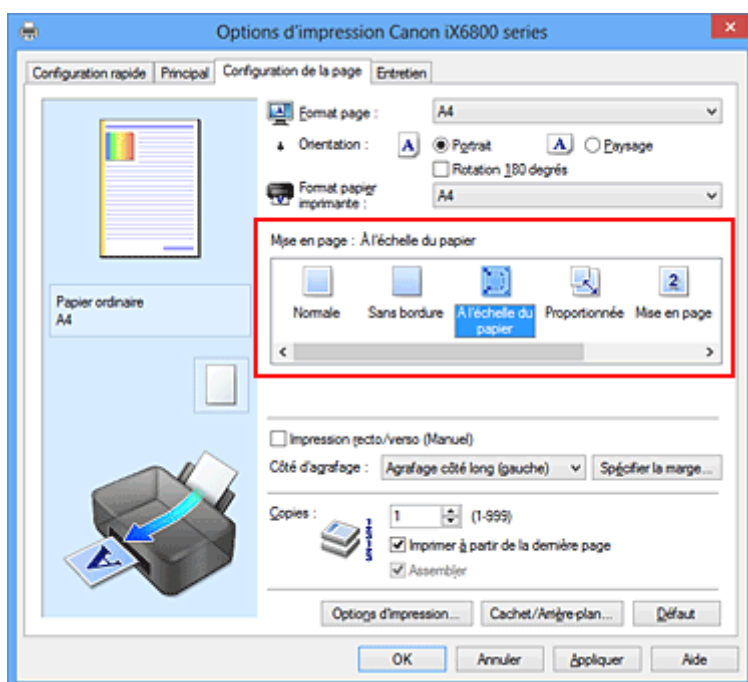 Options d'impression Canon iX6800 series
Configuration rapide Principal Configuration de la page Entretien
Format page : A4
Orientation : A Portrait A Paysage
Rotation 180 degrés
Format papier imprimante : A4
Mise en page : À l'échelle du papier
Normale Sans bordure À l'échelle du papier Proportionnée 2 Mise en page
Papier ordinaire
A4
Impression recto/verso (Manuel)
Côté d'agrafage : Agrafage côté long (gauche) Spécifier la marge...
Copies : 1 (1-999)
Imprimer à partir de la dernière page
Assembler
A
Options d'impression... Cachet/Arrière-plan... Défaut
OK Annuler Appliquer Aide